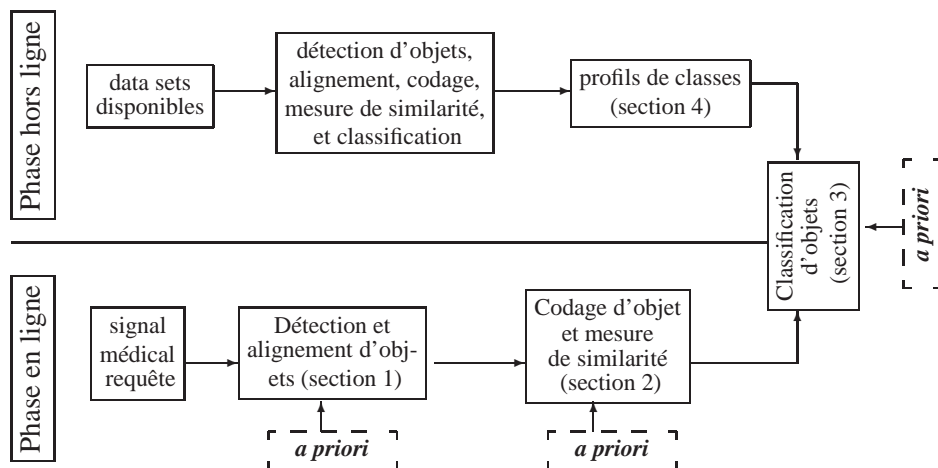 Phase hors ligne
data sets
disponibles
détection d'objets,
alignement, codage,
mesure de similarité,
et classification
profils de classes
(section 4)
Classification
d'objets
(section 3)
a priori
Phase en ligne
signal
médical
requête
Détection et
alignement d'obj-
ets (section 1)
a priori
Codage d'objet
et mesure
de similarité
(section 2)
a priori